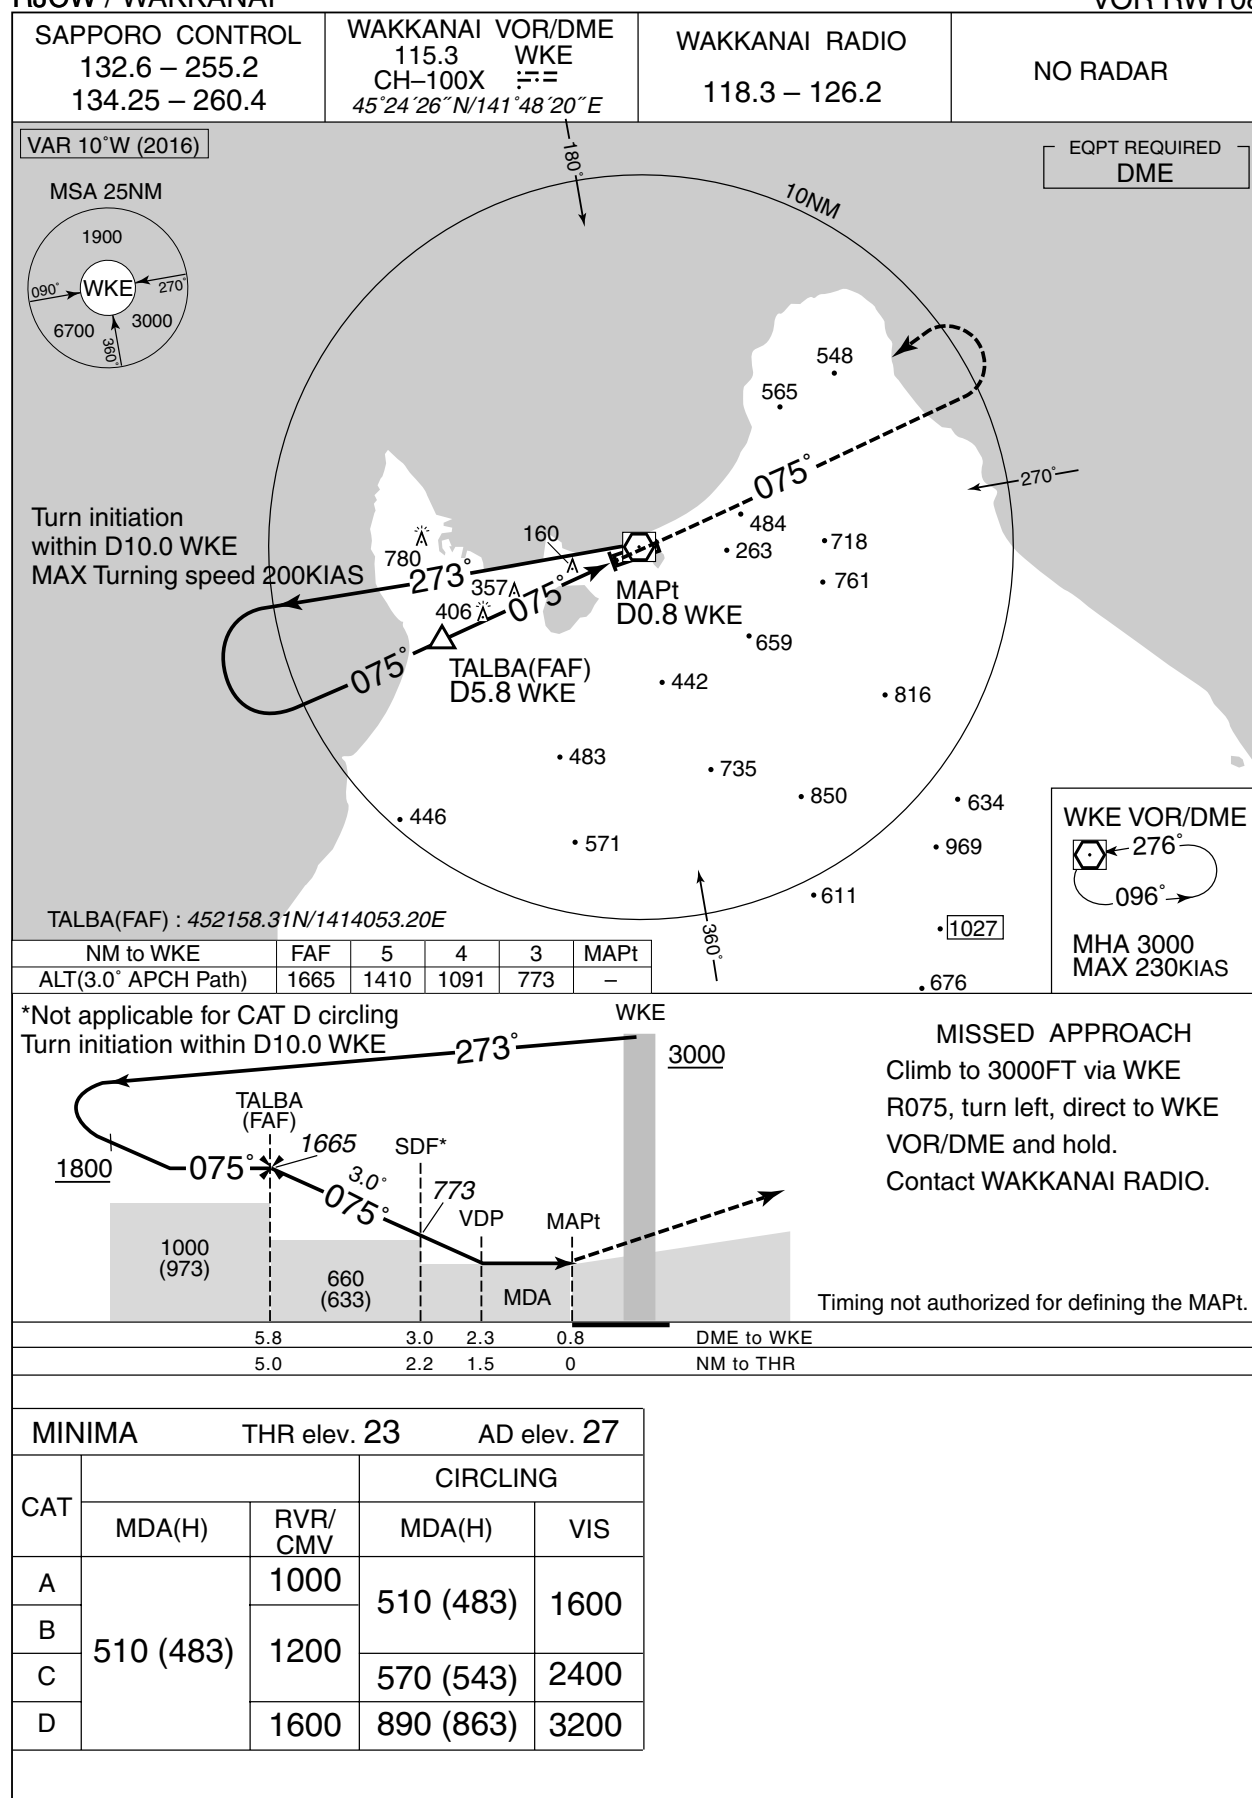 RJCW / WAKKANAI
VOR RWY08
SAPPORO CONTROL
132.6 – 255.2
134.25 – 260.4
WAKKANAI VOR/DME
115.3 WKE
CH–100X
45°24´26˝N/141°48´20˝E
WAKKANAI RADIO
118.3 – 126.2
NO RADAR
VAR 10°W (2016)
EQPT REQUIRED
DME
MSA 25NM
1900
090°
WKE
270°
6700
3000
360°
180°
10NM
548
565
075°
270°
Turn initiation
within D10.0 WKE
MAX Turning speed 200KIAS
780
160
484
263
718
761
273°
357
406
075°
MAPt
D0.8 WKE
659
075°
TALBA(FAF)
D5.8 WKE
442
816
483
735
850
446
571
634
969
611
1027
676
360°
WKE VOR/DME
276°
096°
MHA 3000
MAX 230KIAS
TALBA(FAF) : 452158.31N/1414053.20E
NM to WKE FAF 5 4 3 MAPt
ALT(3.0° APCH Path) 1665 1410 1091 773 –
*Not applicable for CAT D circling
Turn initiation within D10.0 WKE
WKE
273°
3000
TALBA
(FAF)
1665
SDF*
1800
075°
3.0°
075°
773
VDP
MAPt
1000
(973)
660
(633)
MDA
MISSED APPROACH
Climb to 3000FT via WKE
R075, turn left, direct to WKE
VOR/DME and hold.
Contact WAKKANAI RADIO.
Timing not authorized for defining the MAPt.
5.8 3.0 2.3 0.8 DME to WKE
5.0 2.2 1.5 0 NM to THR
MINIMA THR elev. 23 AD elev. 27
CAT
CIRCLING
MDA(H)
RVR/
CMV
MDA(H)
VIS
A
1000
510 (483)
1600
B
510 (483)
1200
C
570 (543)
2400
D
1600
890 (863)
3200